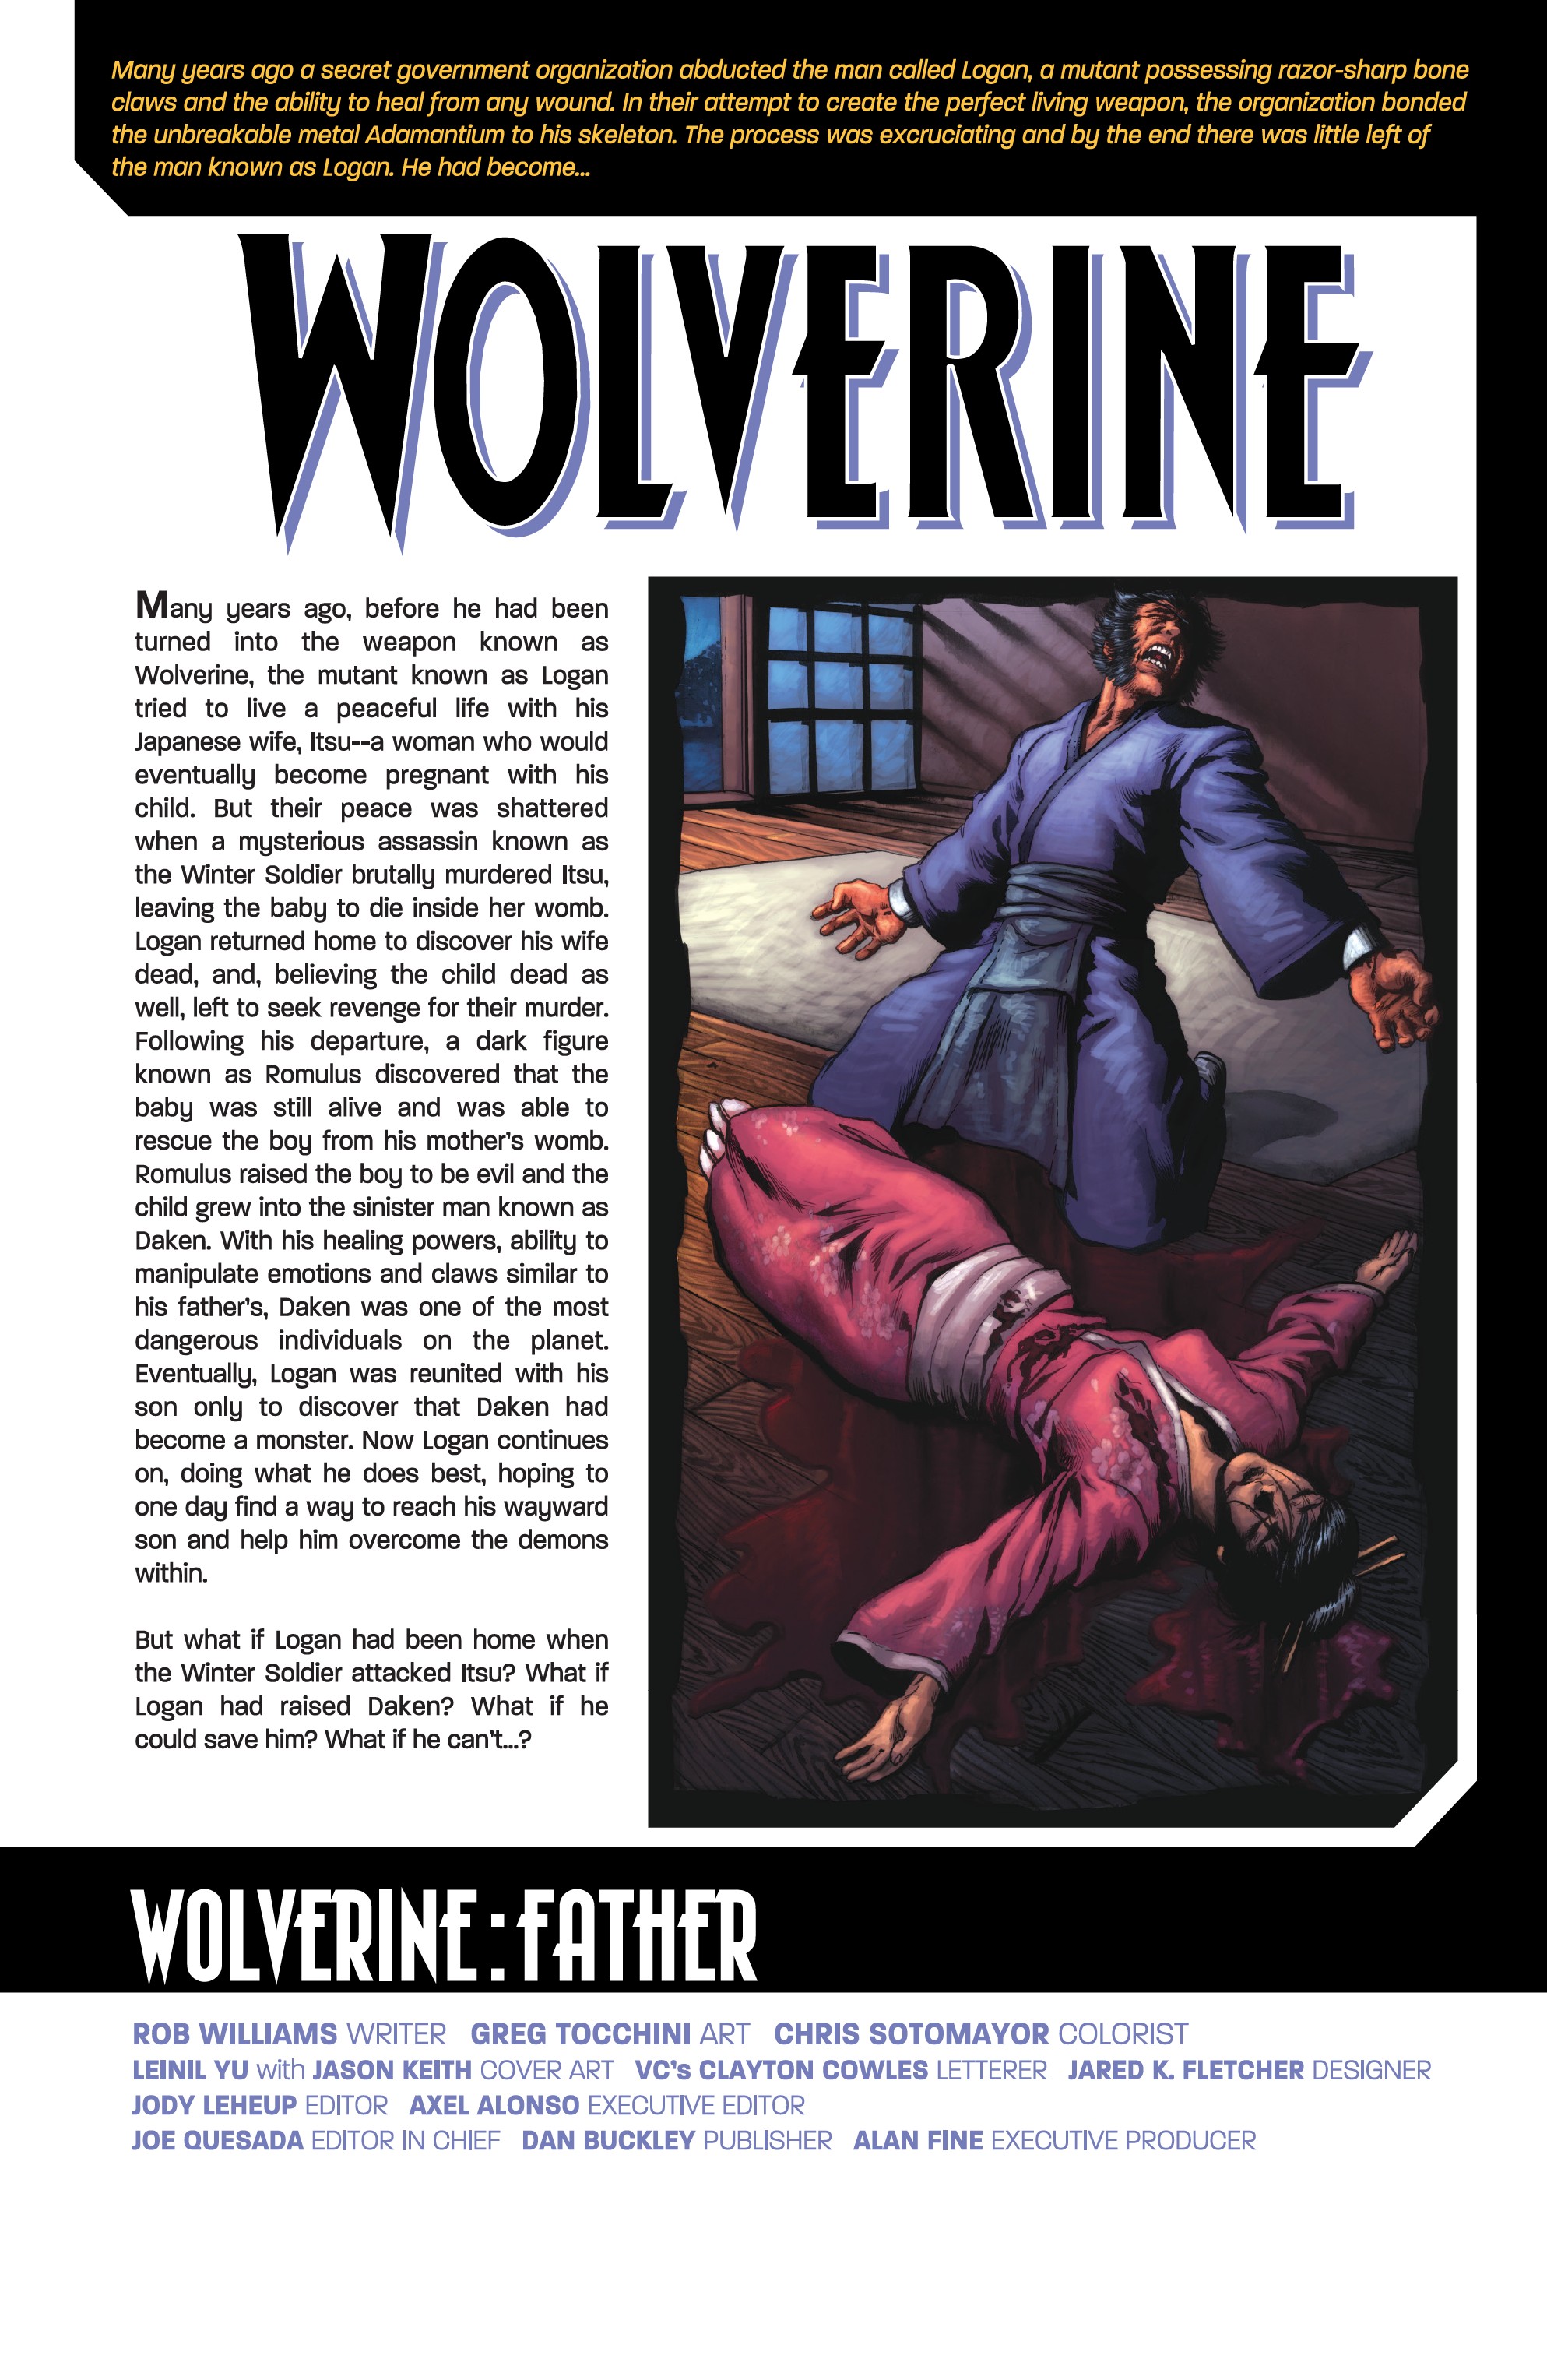 Many years ago a secret government organization abducted the man called Logan, a mutant possessing razor-sharp bone
claws and the ability to heal from any wound. In their attempt to create the perfect living weapon, the organization bonded
the unbreakable metal Adamantium to his skeleton. The process was excruciating and by the end there was little left of
the man known as Logan. He had become...
WOLVERINE
Many years ago, before he had been
turned into the weapon known as
Wolverine, the mutant known as Logan
tried to live a peaceful life with his
Japanese wife, Itsu--a woman who would
eventually become pregnant with his
child. But their peace was shattered
when a mysterious assassin known as
the Winter Soldier brutally murdered Itsu,
leaving the baby to die inside her womb.
Logan returned home to discover his wife
dead, and, believing the child dead as
well, left to seek revenge for their murder.
Following his departure, a dark figure
known as Romulus discovered that the
baby was still alive and was able to
rescue the boy from his mother's womb.
Romulus raised the boy to be evil and the
child grew into the sinister man known as
Daken. With his healing powers, ability to
manipulate emotions and claws similar to
his father's, Daken was one of the most
dangerous individuals on the planet.
Eventually, Logan was reunited with his
son only to discover that Daken had
become a monster. Now Logan continues
on, doing what he does best, hoping to
one day find a way to reach his wayward
son and help him overcome the demons
within.
But what if Logan had been home when
the Winter Soldier attacked Itsu? What if
Logan had raised Daken? What if he
could save him? What if he can't...?
WOLVERINE: FATHER
ROB WILLIAMS WRITER GREG TOCCHINI ART CHRIS SOTOMAYOR COLORIST
LEINIL YU with JASON KEITH COVER ART VC's CLAYTON COWLES LETTERER JARED K. FLETCHER DESIGNER
JODY LEHEUP EDITOR AXEL ALONSO EXECUTIVE EDITOR
JOE QUESADA EDITOR IN CHIEF DAN BUCKLEY PUBLISHER ALAN FINE EXECUTIVE PRODUCER